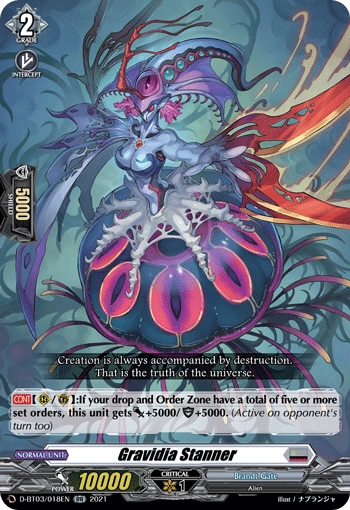 2
GRADE
INTERCEPT
5000
SHIELD
Creation is always accompanied by destruction.
That is the truth of the universe.
CONT【 / 】:If your drop and Order Zone have a total of five or more
set orders, this unit gets +5000/ +5000. (Active on opponent's
turn too)
NORMAL UNIT
Gravidia Stanner
POWER 10000
CRITICAL
1
Brandt Gate
Alien
D-BT03/018EN RR 2021
Illust / ナブランジャ